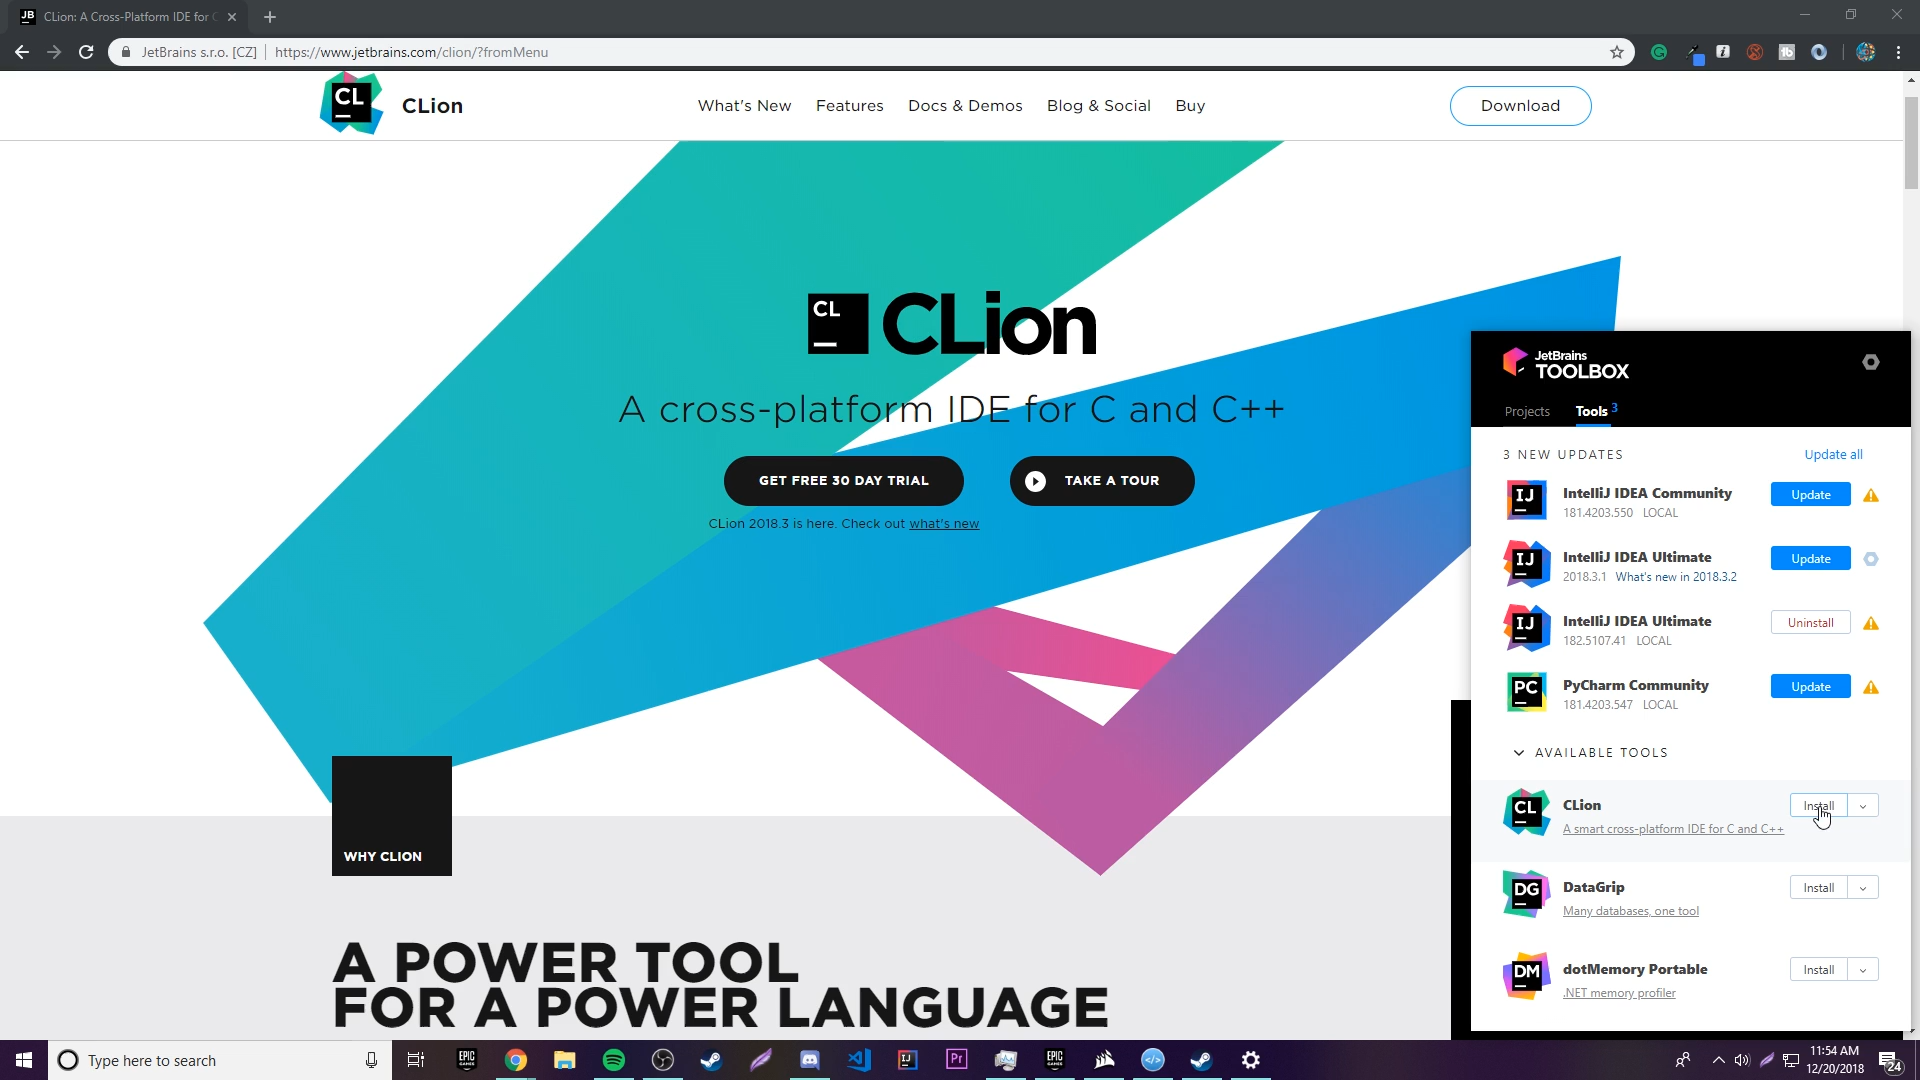 JB CLion: A Cross-Platform IDE for C
JetBrains s.r.o. [CZ] https://www.jetbrains.com/clion/?fromMenu
CL
CLion
What's New Features Docs & Demos Blog & Social Buy
Download
CL CLion
A cross-platform IDE for C and C++
GET FREE 30 DAY TRIAL
TAKE A TOUR
CLion 2018.3 is here. Check out what's new
WHY CLION
A POWER TOOL
FOR A POWER LANGUAGE
JetBrains
TOOLBOX
Projects Tools 3
3 NEW UPDATES Update all
IJ IntelliJ IDEA Community Update
181.4203.550 LOCAL
IJ IntelliJ IDEA Ultimate Update
2018.3.1 What's new in 2018.3.2
IJ IntelliJ IDEA Ultimate Uninstall
182.5107.41 LOCAL
PC PyCharm Community Update
181.4203.547 LOCAL
AVAILABLE TOOLS
CL CLion Install
A smart cross-platform IDE for C and C++
DG DataGrip Install
Many databases, one tool
DM dotMemory Portable Install
.NET memory profiler
Type here to search
EPIC GAMES
IJ
Pr
EPIC GAMES
11:54 AM
12/20/2018
24